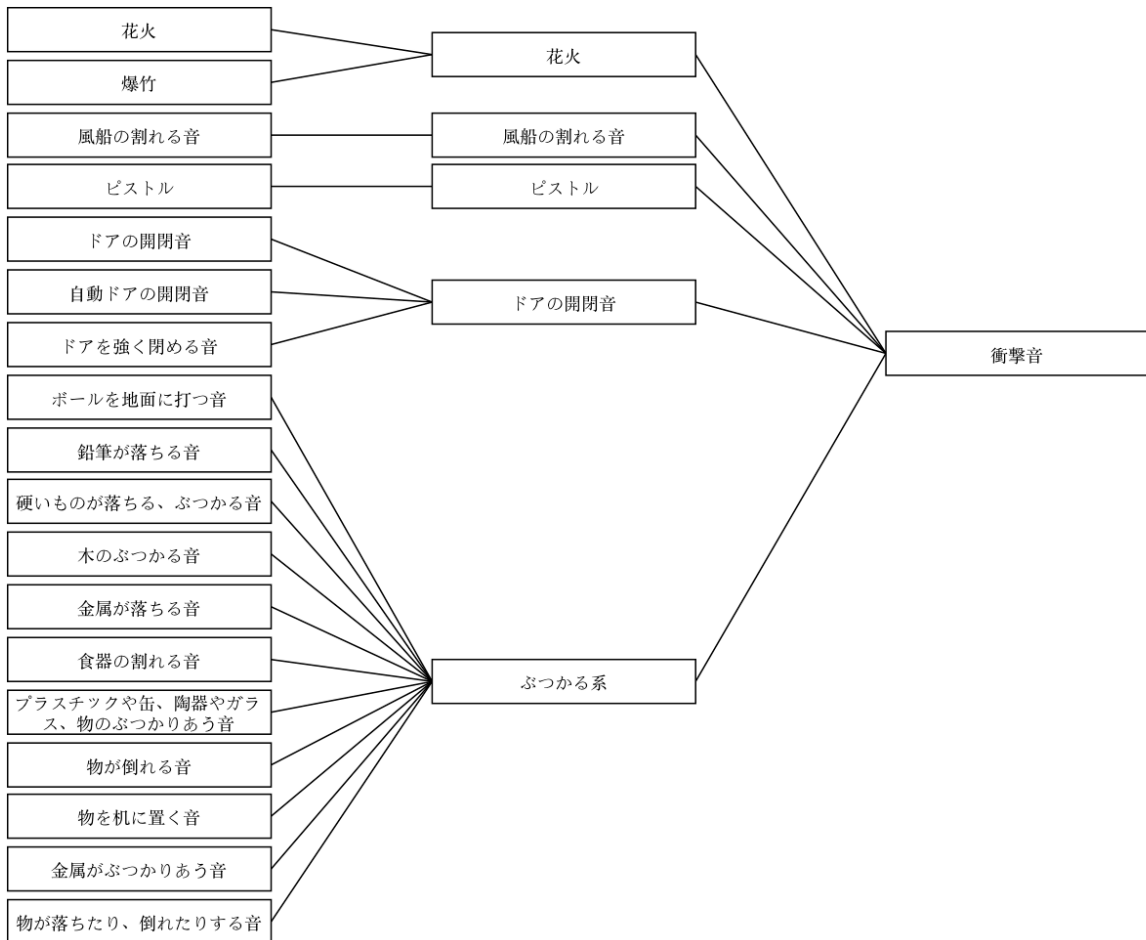 花火
爆竹
風船の割れる音
ピストル
ドアの開閉音
自動ドアの開閉音
ドアを強く閉める音
ボールを地面に打つ音
鉛筆が落ちる音
硬いものが落ちる、ぶつかる音
木のぶつかる音
金属が落ちる音
食器の割れる音
プラスチックや缶、陶器やガラ
ス、物のぶつかりあう音
物が倒れる音
物を机に置く音
金属がぶつかりあう音
物が落ちたり、倒れたりする音
花火
風船の割れる音
ピストル
ドアの開閉音
ぶつかる系
衝撃音